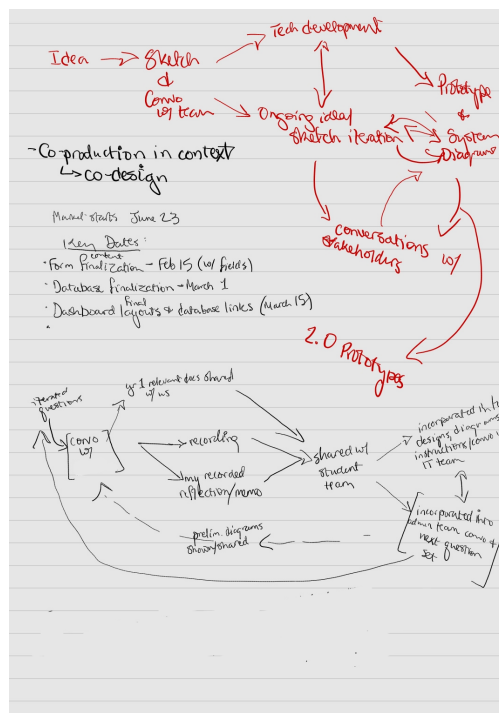 Tech development
Idea → Sketch
&
Convo
w/ team
Prototype
&
System
Diagrams
Ongoing idea/
sketch iteration
- Co-production in context
↳ co-design
conversations w/
stakeholders
starts June 23
Key Dates:
content
· Form finalization - Feb 15 (w/ fields)
· Database finalization - March 1
final
· Dashboard layouts & database links (March 15)
·
2.0 Prototypes
yr 1 relevant docs shared
w/
iterated
questions
[convo
w/ ]
→ recording
my recorded
reflection/memo
shared w/
student
team
incorporated into
designs, diagrams
instructions/convo
IT team
prelim. diagrams
shown/shared
incorporated into
admin team convo &
next question
set